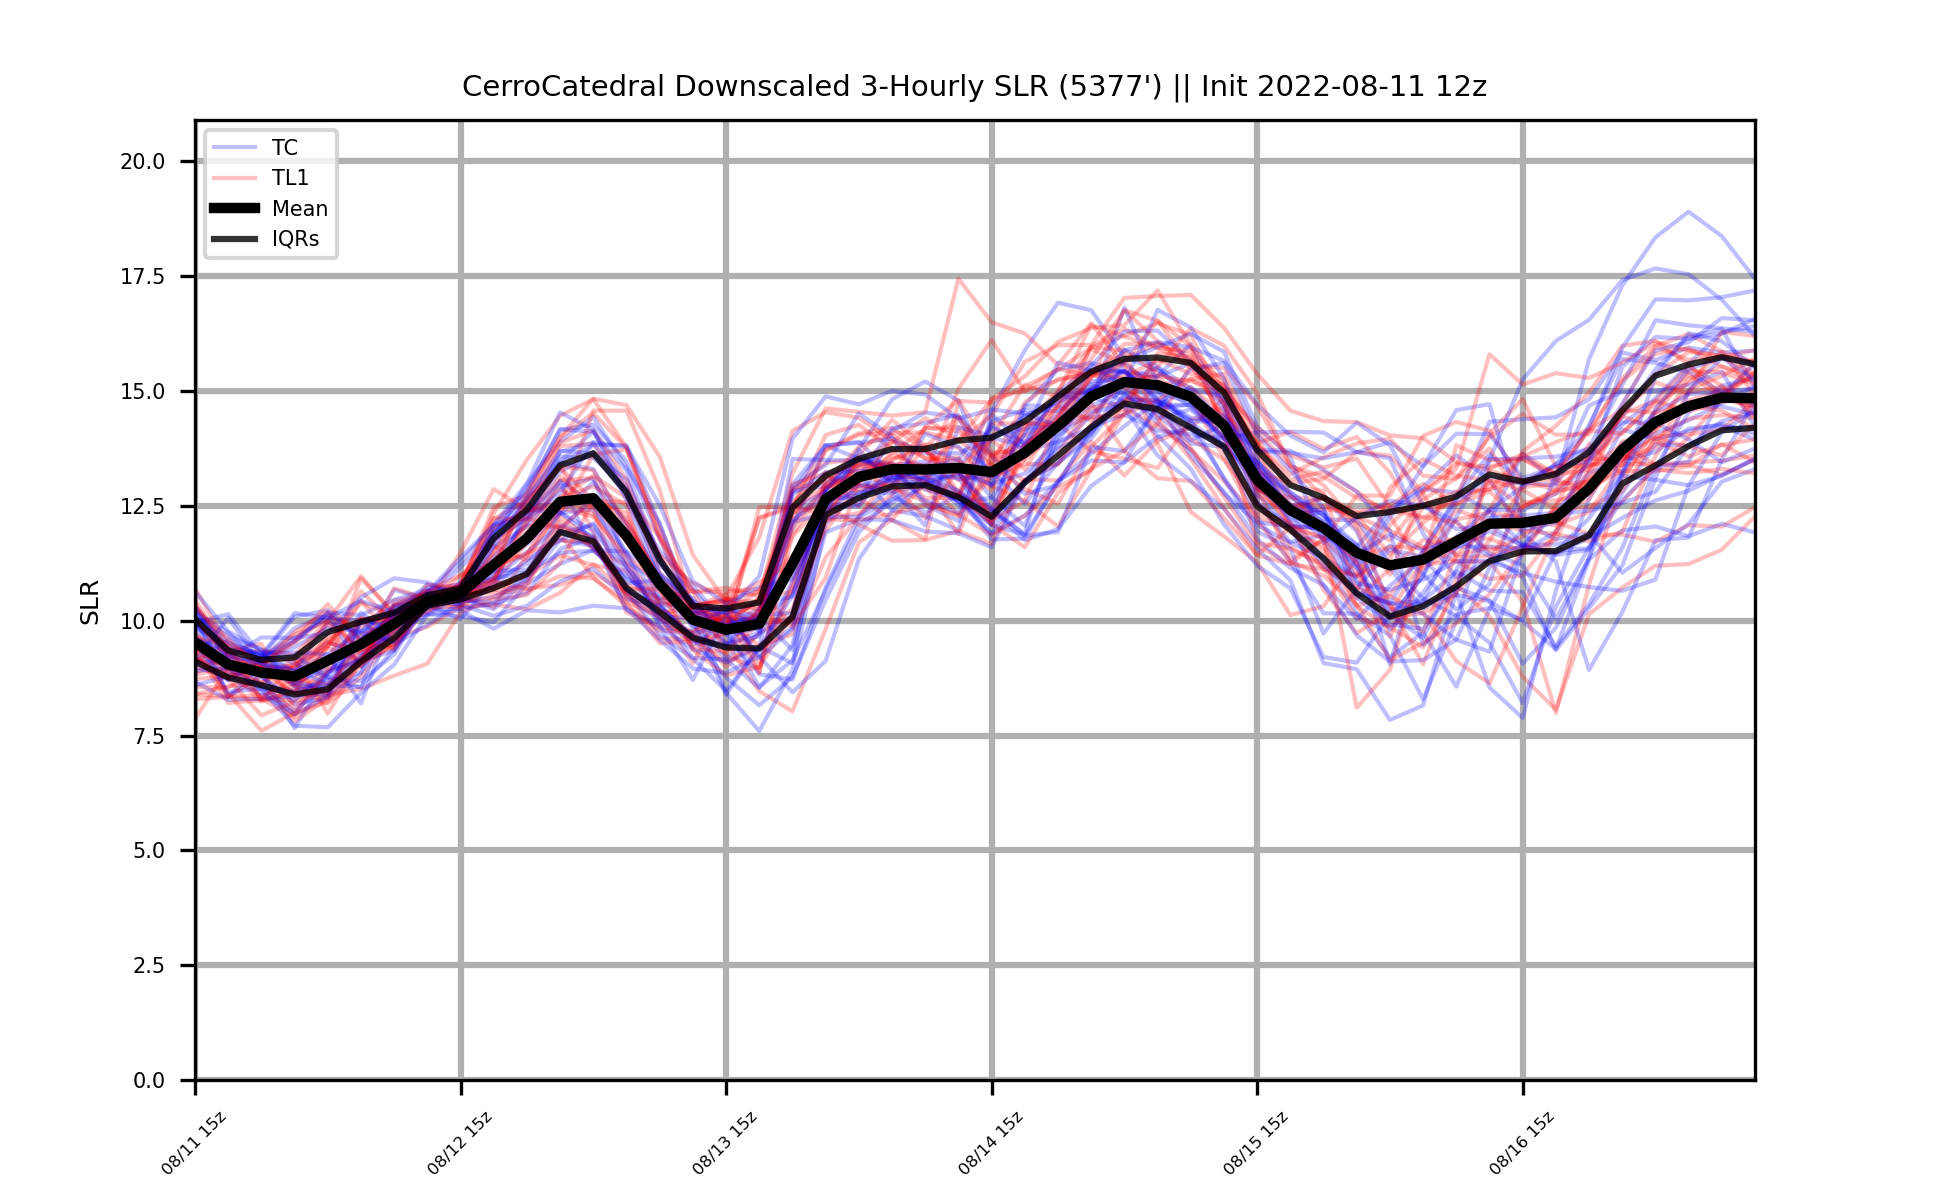 CerroCatedral Downscaled 3-Hourly SLR (5377') || Init 2022-08-11 12z
TC
TL1
Mean
IQRs
SLR
20.0
17.5
15.0
12.5
10.0
7.5
5.0
2.5
0.0
08/11 15z
08/12 15z
08/13 15z
08/14 15z
08/15 15z
08/16 15z